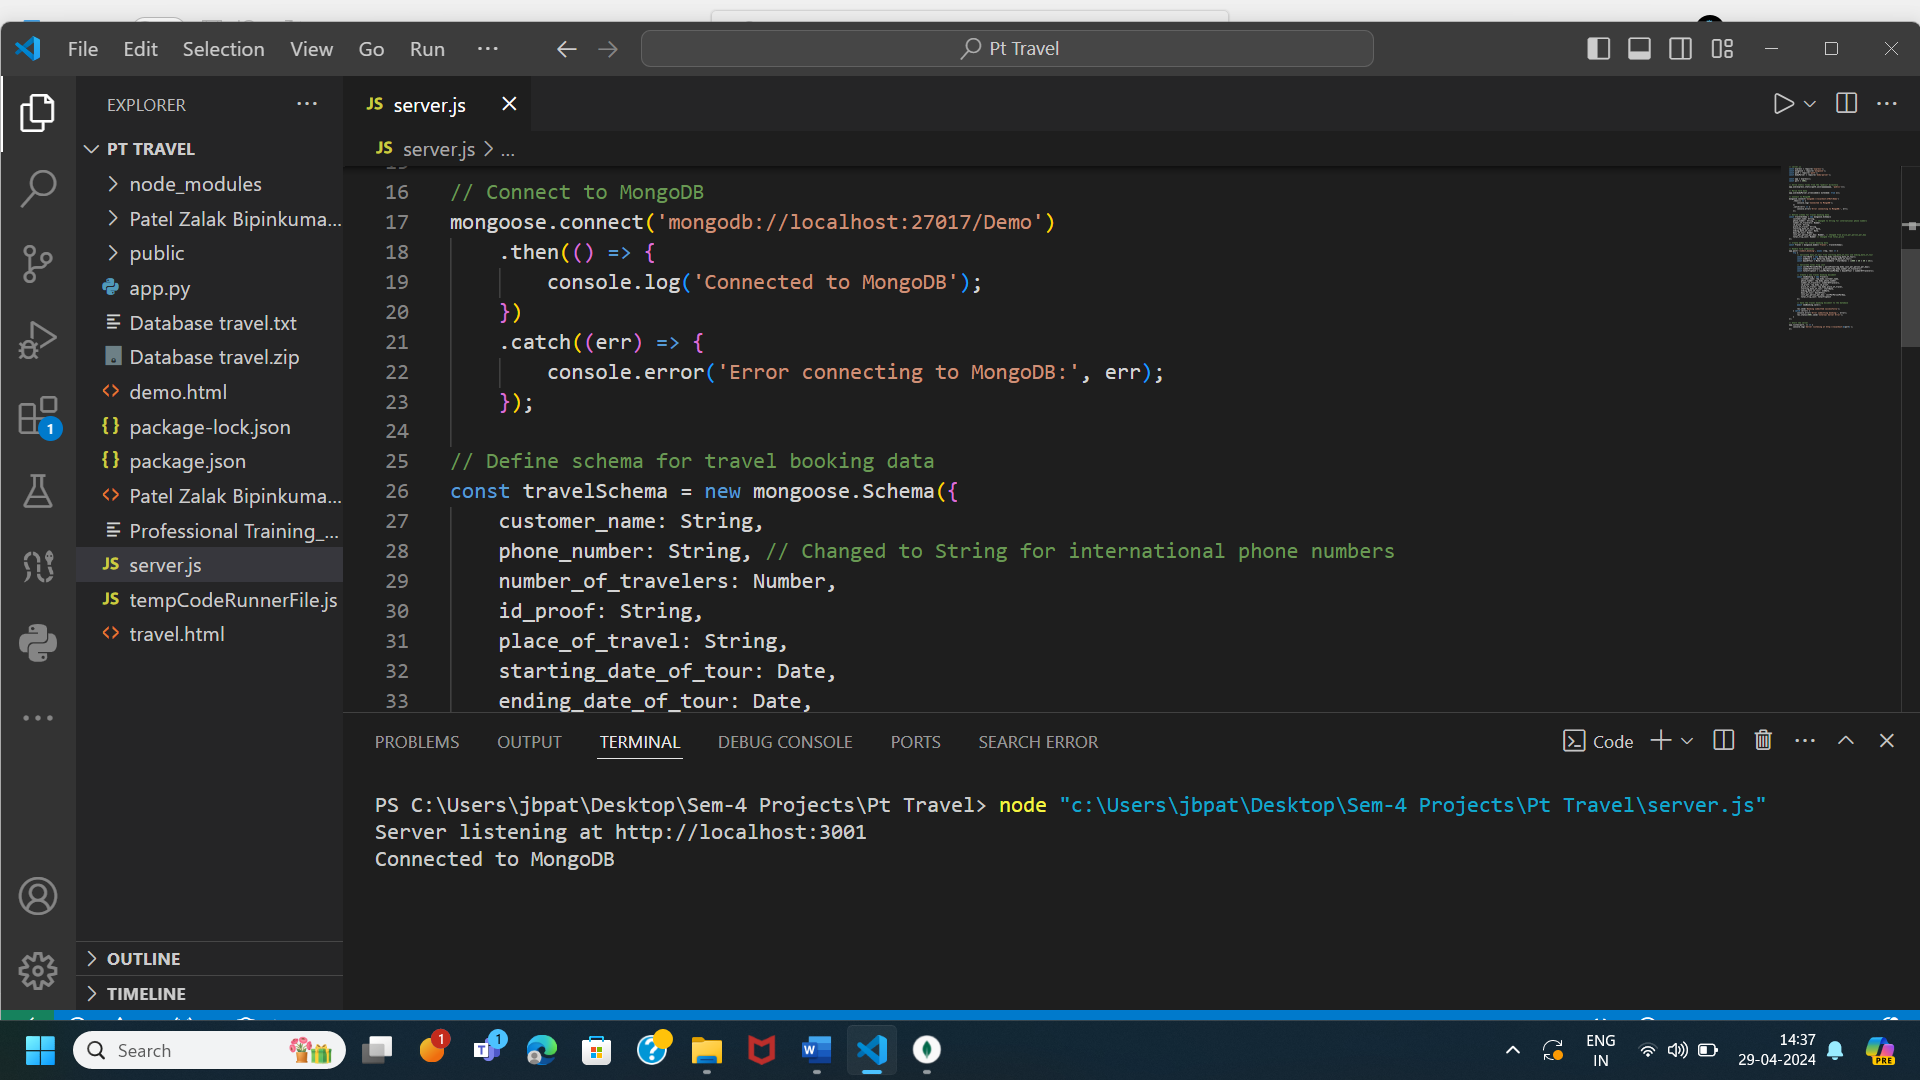 File Edit Selection View Go Run ··· Pt Travel
EXPLORER ···
PT TRAVEL
node_modules
Patel Zalak Bipinkuma...
public
app.py
Database travel.txt
Database travel.zip
demo.html
package-lock.json
package.json
Patel Zalak Bipinkuma...
Professional Training_...
server.js
tempCodeRunnerFile.js
travel.html
OUTLINE
TIMELINE
1
JS server.js
JS server.js > ...
16 // Connect to MongoDB
17 mongoose.connect('mongodb://localhost:27017/Demo')
18 .then(() => {
19 console.log('Connected to MongoDB');
20 })
21 .catch((err) => {
22 console.error('Error connecting to MongoDB:', err);
23 });
24
25 // Define schema for travel booking data
26 const travelSchema = new mongoose.Schema({
27 customer_name: String,
28 phone_number: String, // Changed to String for international phone numbers
29 number_of_travelers: Number,
30 id_proof: String,
31 place_of_travel: String,
32 starting_date_of_tour: Date,
33 ending_date_of_tour: Date,
PROBLEMS OUTPUT TERMINAL DEBUG CONSOLE PORTS SEARCH ERROR Code
PS C:\Users\jbpat\Desktop\Sem-4 Projects\Pt Travel> node "c:\Users\jbpat\Desktop\Sem-4 Projects\Pt Travel\server.js"
Server listening at http://localhost:3001
Connected to MongoDB
Search 1 1 ENG 14:37
IN 29-04-2024 PRE